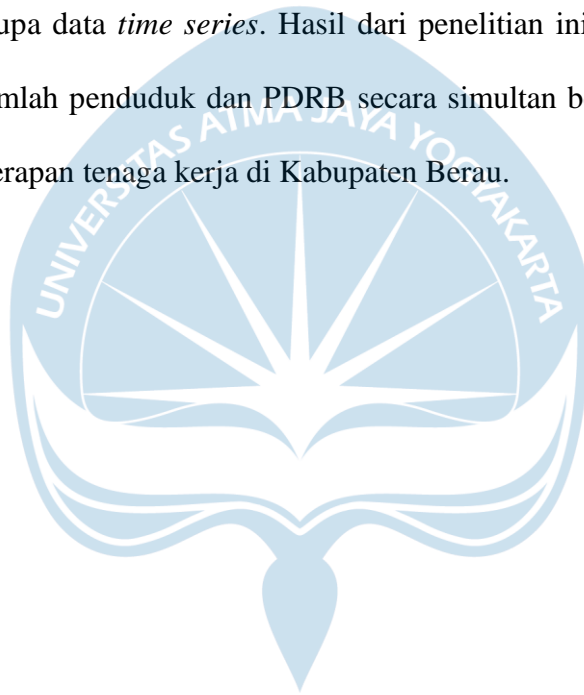 upa data time series. Hasil dari penelitian ini
mlah penduduk dan PDRB secara simultan b
erapan tenaga kerja di Kabupaten Berau.
UNIVERSITAS ATMA JAYA YOGYAKARTA